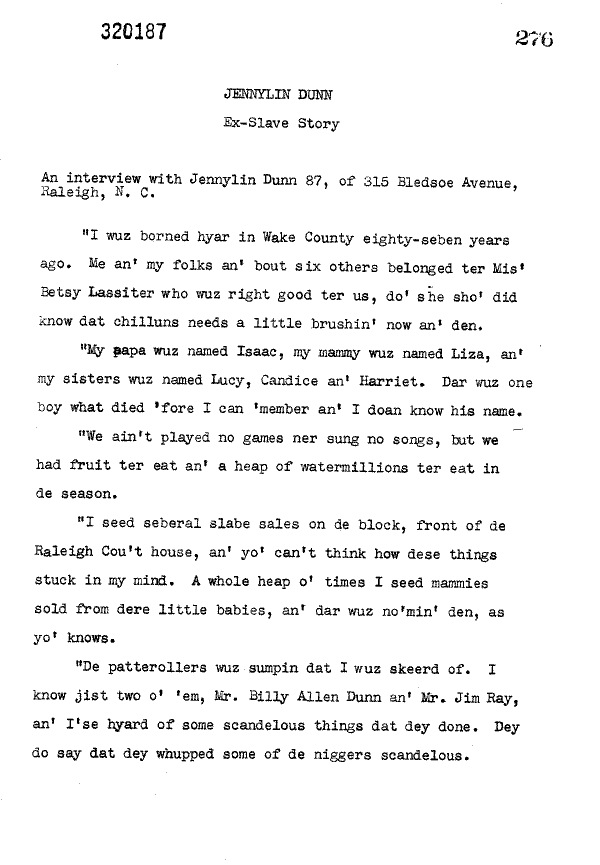 320187
276
JENNYLIN DUNN
Ex-Slave Story
An interview with Jennylin Dunn 87, of 315 Bledsoe Avenue,
Raleigh, N. C.
"I wuz borned hyar in Wake County eighty-seben years
ago. Me an' my folks an' bout six others belonged ter Mis'
Betsy Lassiter who wuz right good ter us, do' she sho' did
know dat chilluns needs a little brushin' now an' den.
"My papa wuz named Isaac, my mammy wuz named Liza, an'
my sisters wuz named Lucy, Candice an' Harriet. Dar wuz one
boy what died 'fore I can 'member an' I doan know his name.
"We ain't played no games ner sung no songs, but we
had fruit ter eat an' a heap of watermillions ter eat in
de season.
"I seed seberal slabe sales on de block, front of de
Raleigh Cou't house, an' yo' can't think how dese things
stuck in my mind. A whole heap o' times I seed mammies
sold from dere little babies, an' dar wuz no'min' den, as
yo' knows.
"De patterollers wuz sumpin dat I wuz skeerd of. I
know jist two o' 'em, Mr. Billy Allen Dunn an' Mr. Jim Ray,
an' I'se hyard of some scandelous things dat dey done. Dey
do say dat dey whupped some of de niggers scandelous.